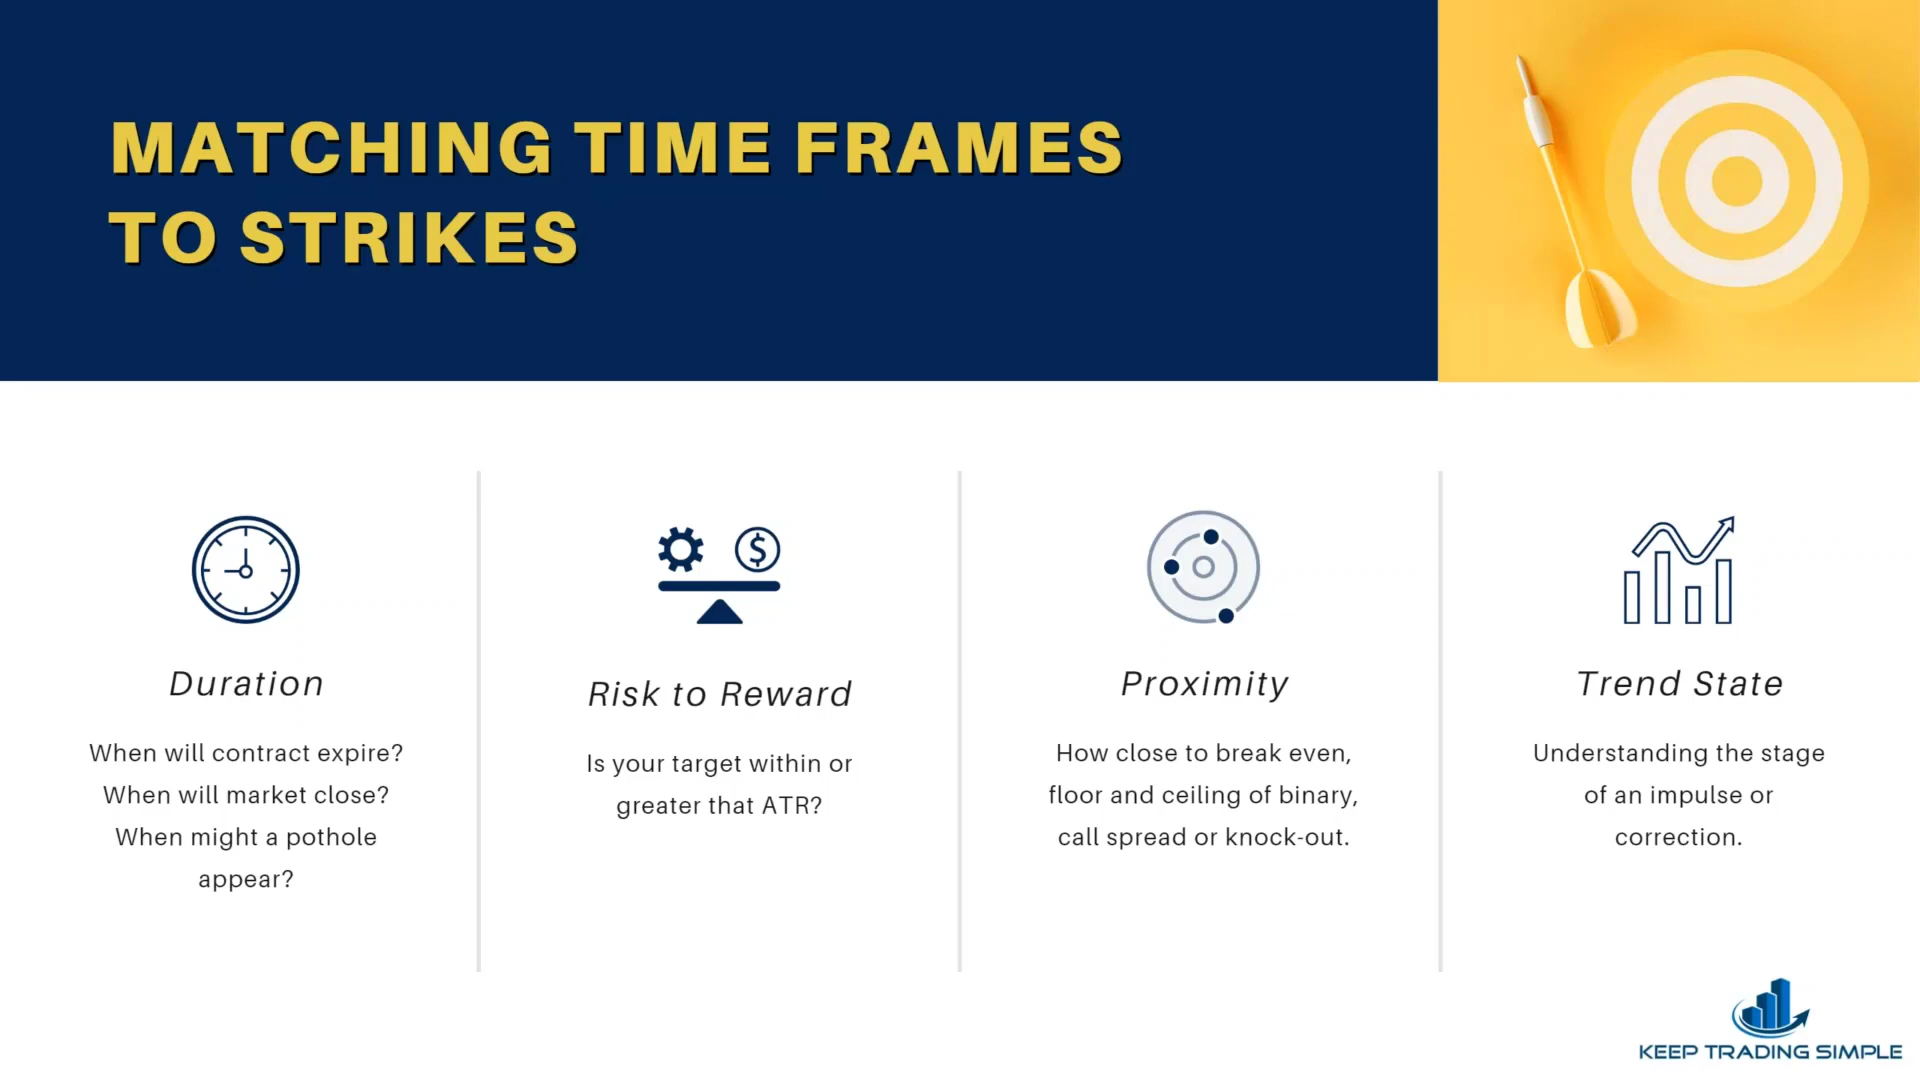 MATCHING TIME FRAMES
TO STRIKES
Duration
When will contract expire?
When will market close?
When might a pothole
appear?
Risk to Reward
Is your target within or
greater that ATR?
Proximity
How close to break even,
floor and ceiling of binary,
call spread or knock-out.
Trend State
Understanding the stage
of an impulse or
correction.
$
KEEP TRADING SIMPLE